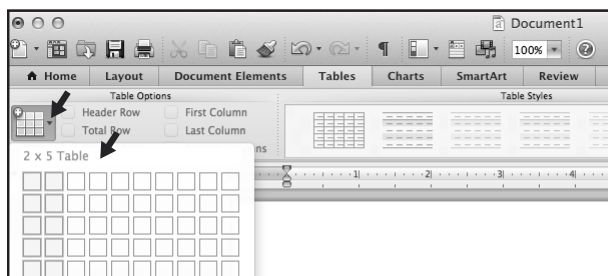 Document1
100%
Home Layout Document Elements Tables Charts SmartArt Review
Table Options Table Styles
Header Row First Column
Total Row Last Column
ns
2 x 5 Table
1 2 3 4